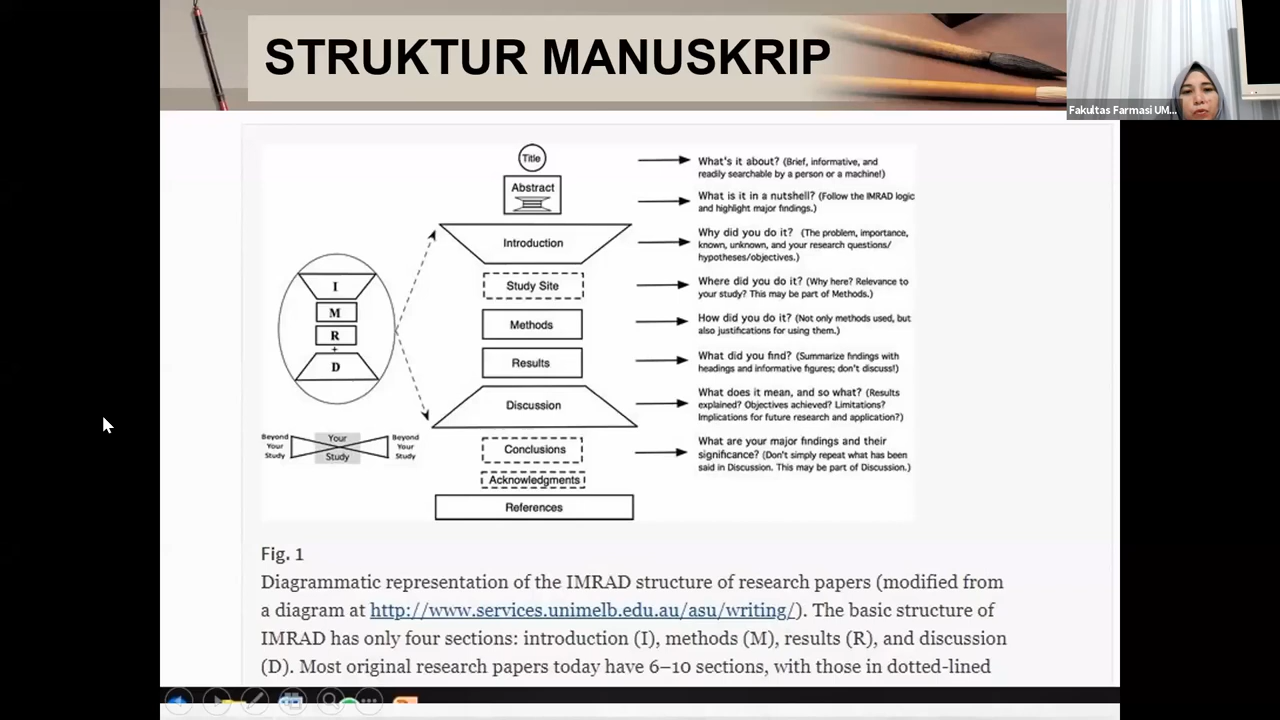 STRUKTUR MANUSKRIP
Fakultas Farmasi UM...
Title
What's it about? (Brief, informative, and
readily searchable by a person or a machine!)
Abstract
What is it in a nutshell? (Follow the IMRAD logic
and highlight major findings.)
Introduction
Why did you do it? (The problem, importance,
known, unknown, and your research questions/
hypotheses/objectives.)
Study Site
Where did you do it? (Why here? Relevance to
your study? This may be part of Methods.)
Methods
How did you do it? (Not only methods used, but
also justifications for using them.)
Results
What did you find? (Summarize findings with
headings and informative figures; don't discuss!)
Discussion
What does it mean, and so what? (Results
explained? Objectives achieved? Limitations?
Implications for future research and application?)
Conclusions
What are your major findings and their
significance? (Don't simply repeat what has been
said in Discussion. This may be part of Discussion.)
Acknowledgments
References
I
M
R
+
D
Beyond
Your
Study
Your
Study
Beyond
Your
Study
Fig. 1
Diagrammatic representation of the IMRAD structure of research papers (modified from
a diagram at http://www.services.unimelb.edu.au/asu/writing/). The basic structure of
IMRAD has only four sections: introduction (I), methods (M), results (R), and discussion
(D). Most original research papers today have 6–10 sections, with those in dotted-lined